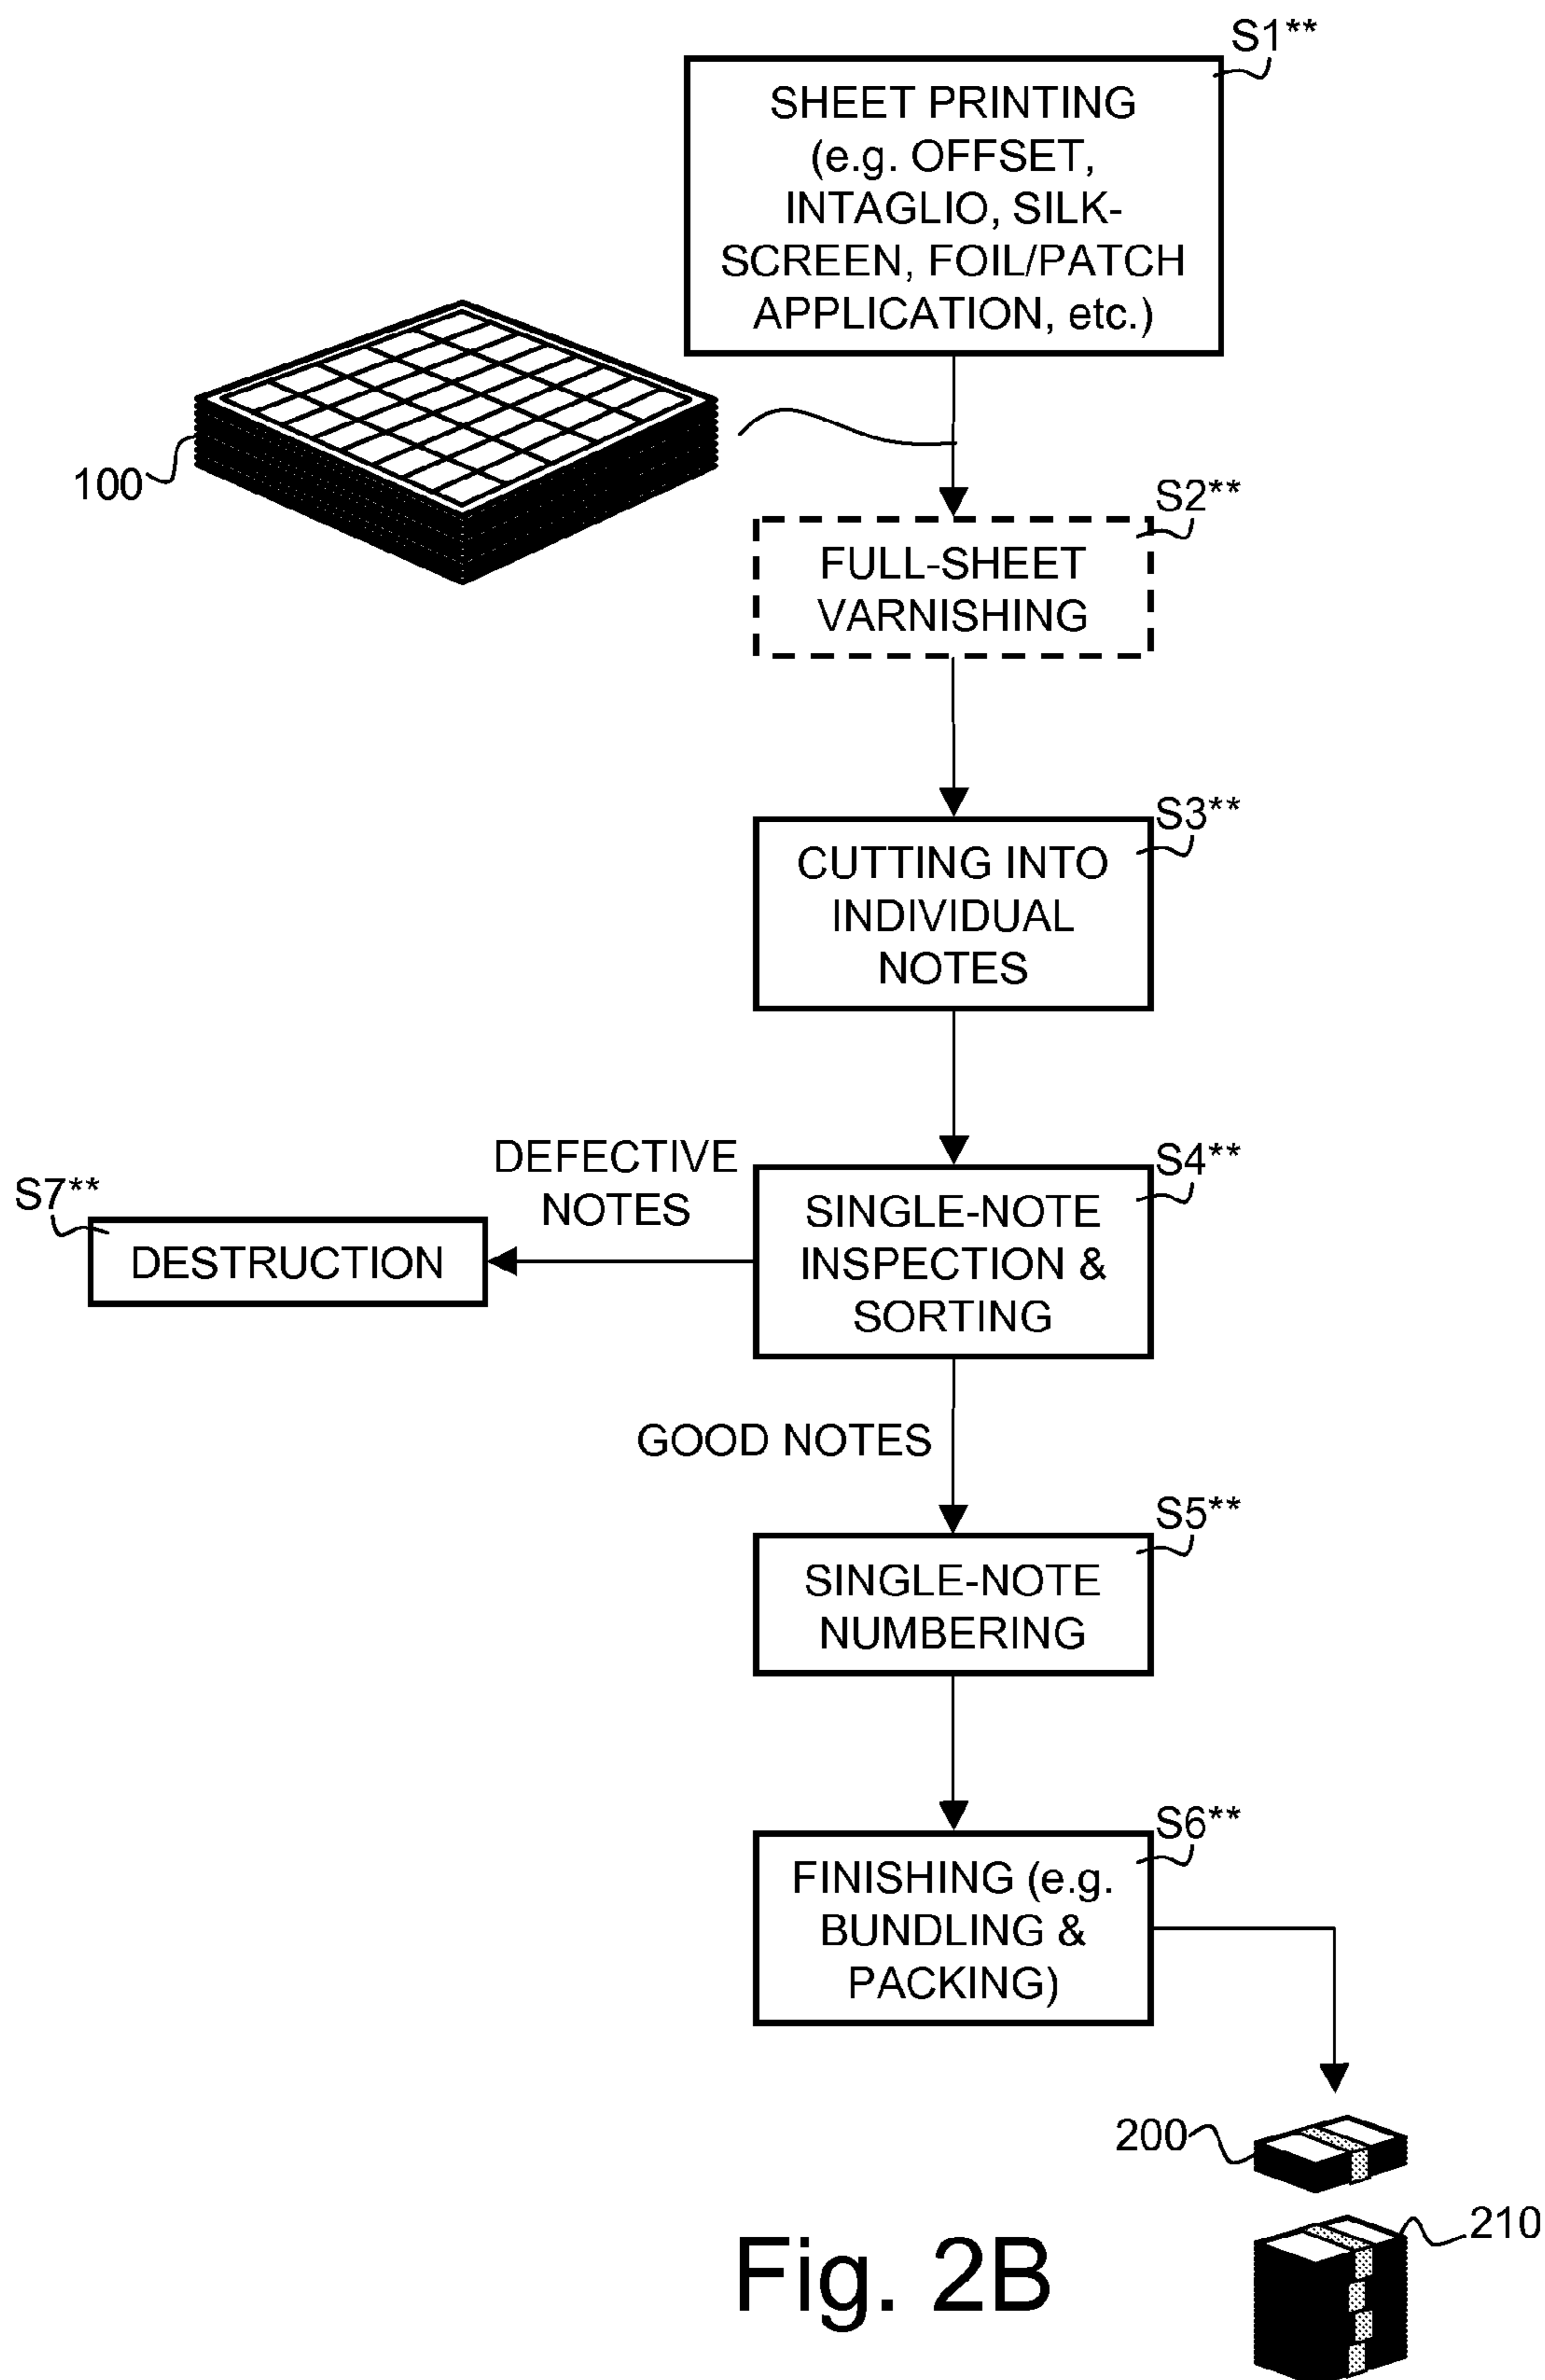 S1**
SHEET PRINTING
(e.g. OFFSET,
INTAGLIO, SILK-
SCREEN, FOIL/PATCH
APPLICATION, etc.)
100
S2**
FULL-SHEET
VARNISHING
S3**
CUTTING INTO
INDIVIDUAL
NOTES
S4**
SINGLE-NOTE
INSPECTION &
SORTING
DEFECTIVE
NOTES
S7**
DESTRUCTION
GOOD NOTES
S5**
SINGLE-NOTE
NUMBERING
S6**
FINISHING (e.g.
BUNDLING &
PACKING)
200
210
Fig. 2B